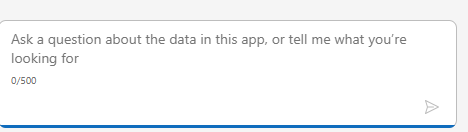 Ask a question about the data in this app, or tell me what you're
looking for
0/500